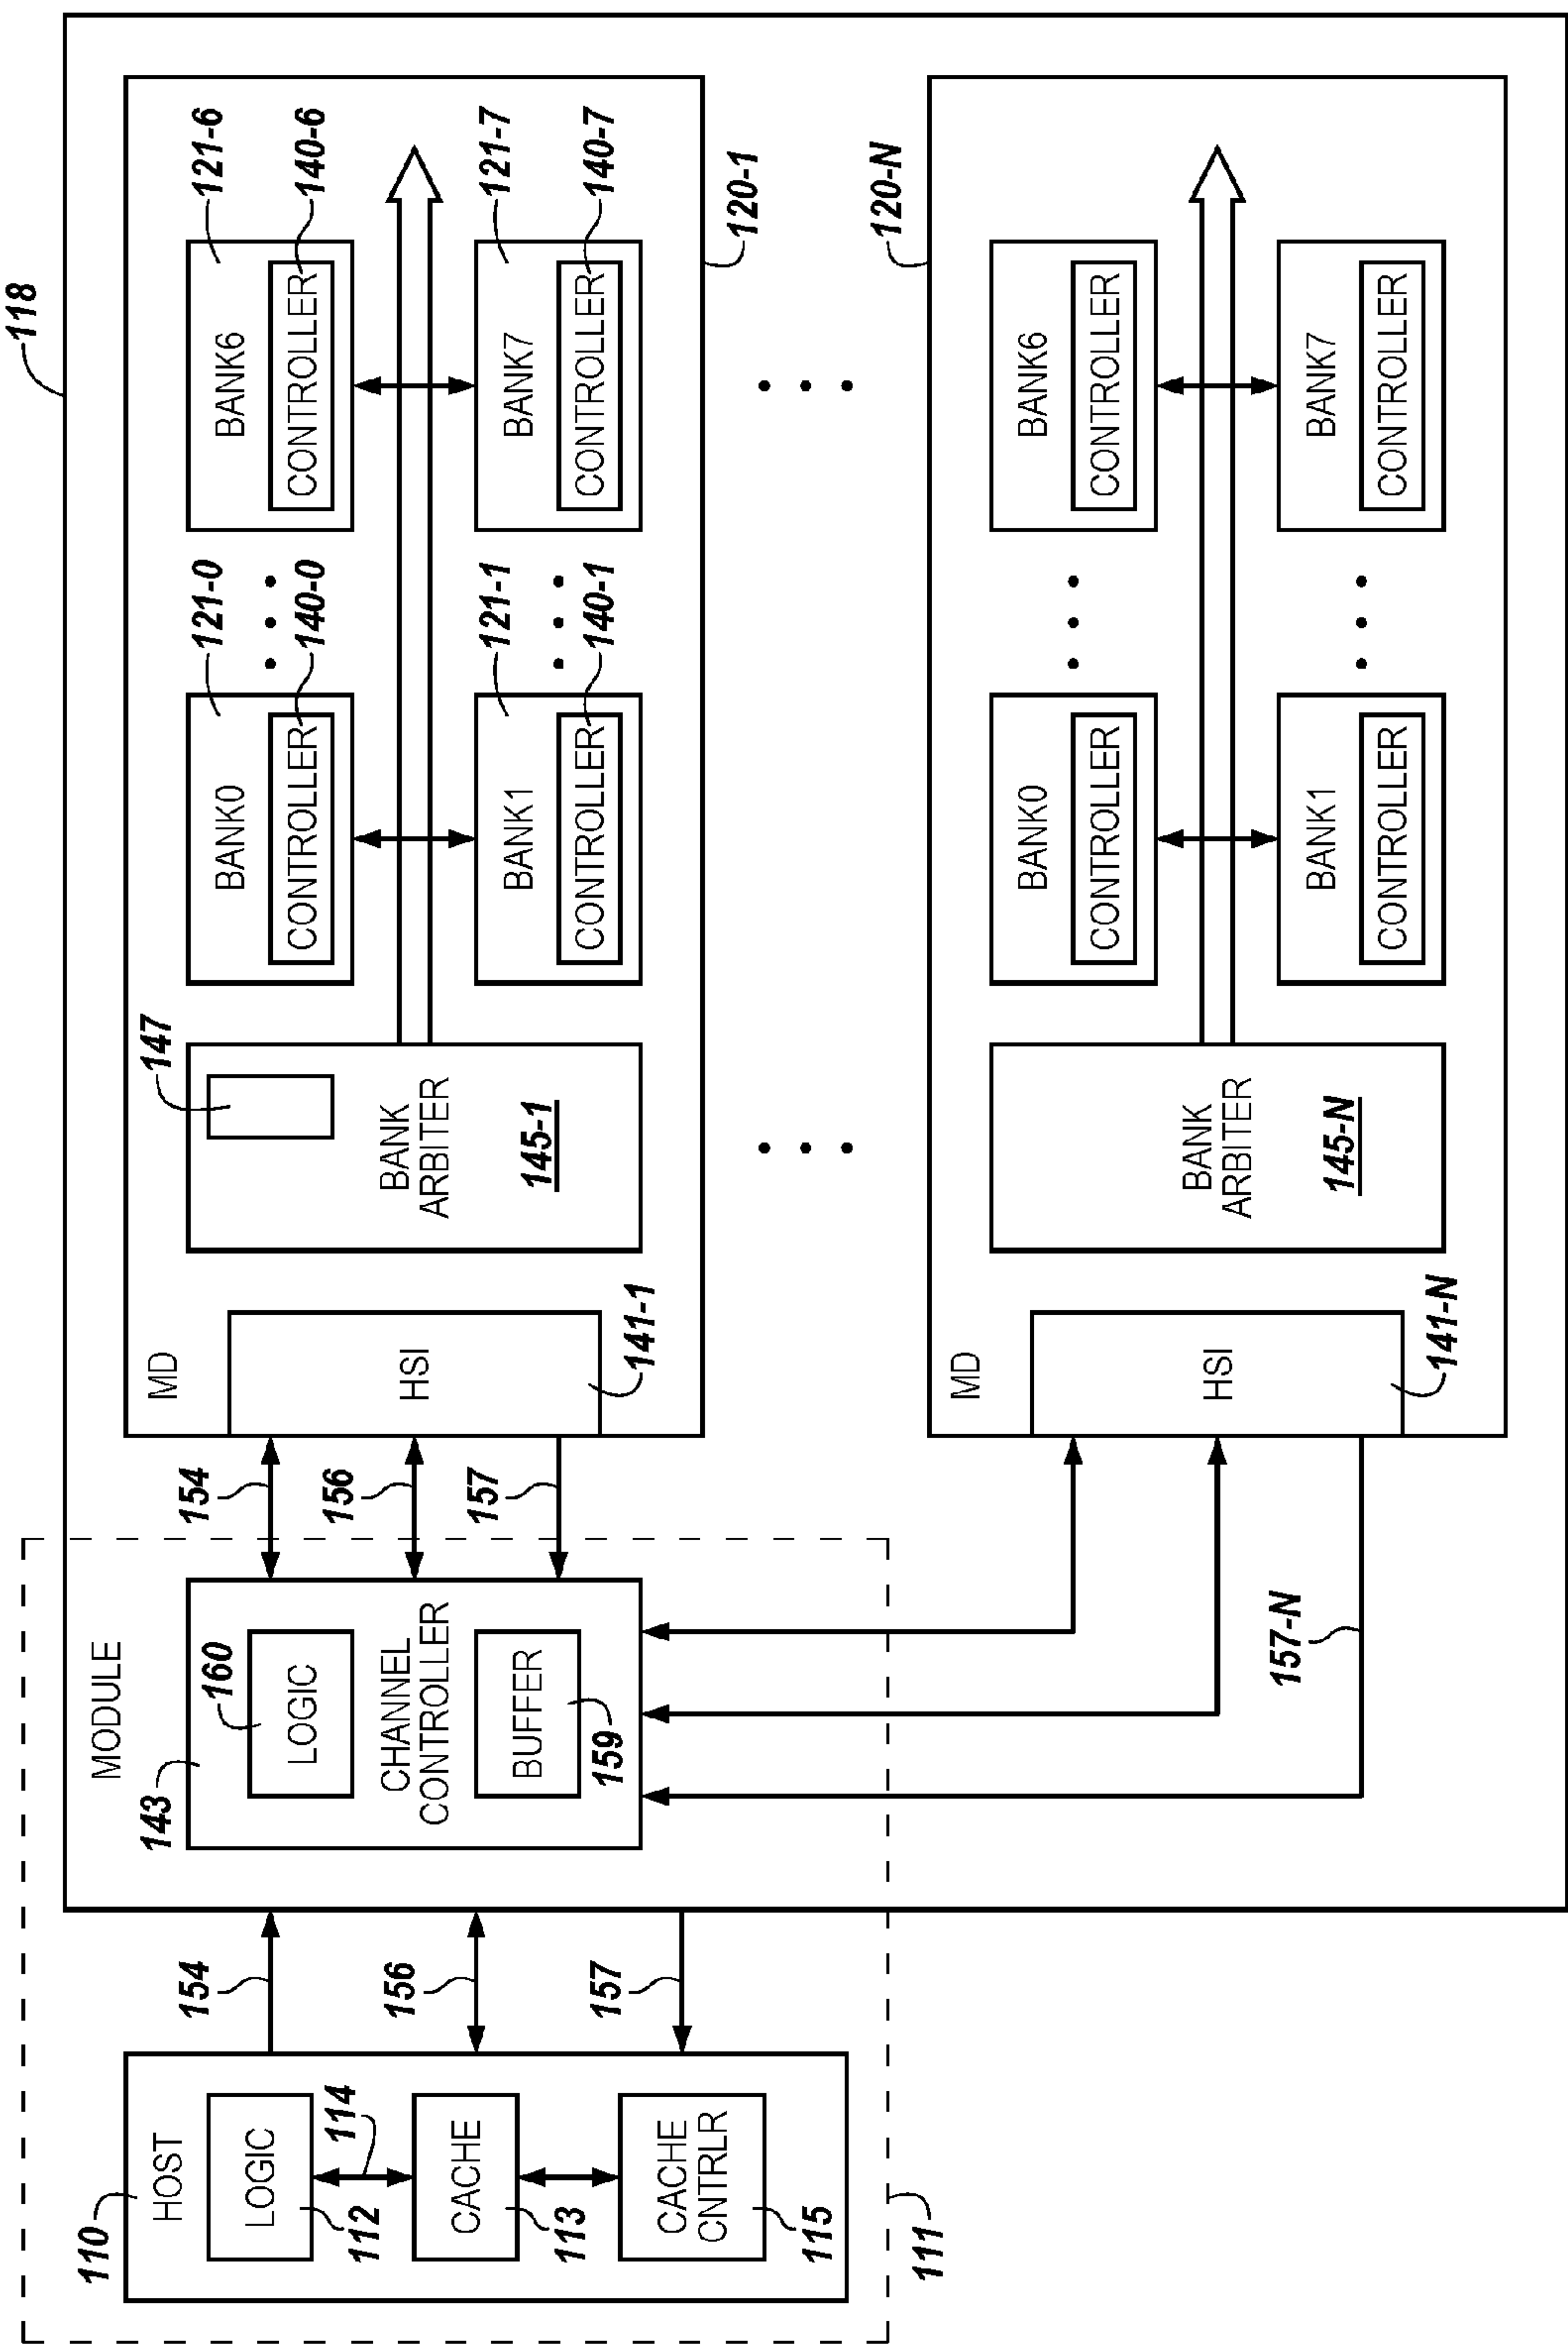 118
110
HOST
LOGIC
112
114
CACHE
113
CACHE
CNTRLR
115
111
154
156
157
MODULE
143
160
LOGIC
CHANNEL
CONTROLLER
BUFFER
159
154
156
157
157-N
MD
HSI
141-1
147
BANK
ARBITER
145-1
121-0
BANK0
CONTROLLER
140-0
121-1
BANK1
CONTROLLER
140-1
121-6
BANK6
CONTROLLER
140-6
121-7
BANK7
CONTROLLER
140-7
120-1
120-N
MD
HSI
141-N
BANK
ARBITER
145-N
BANK0
CONTROLLER
BANK1
CONTROLLER
BANK6
CONTROLLER
BANK7
CONTROLLER